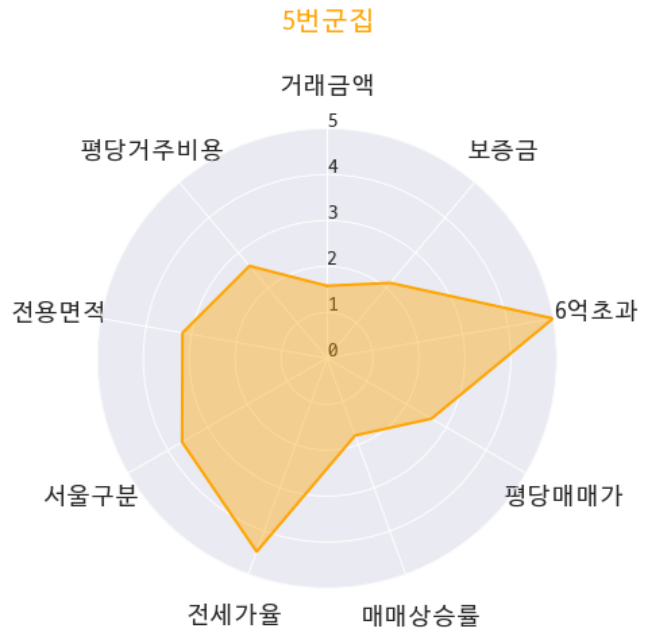 5번군집
거래금액
평당거주비용
보증금
5
4
3
2
1
0
전용면적
6억초과
서울구분
평당매매가
전세가율
매매상승률